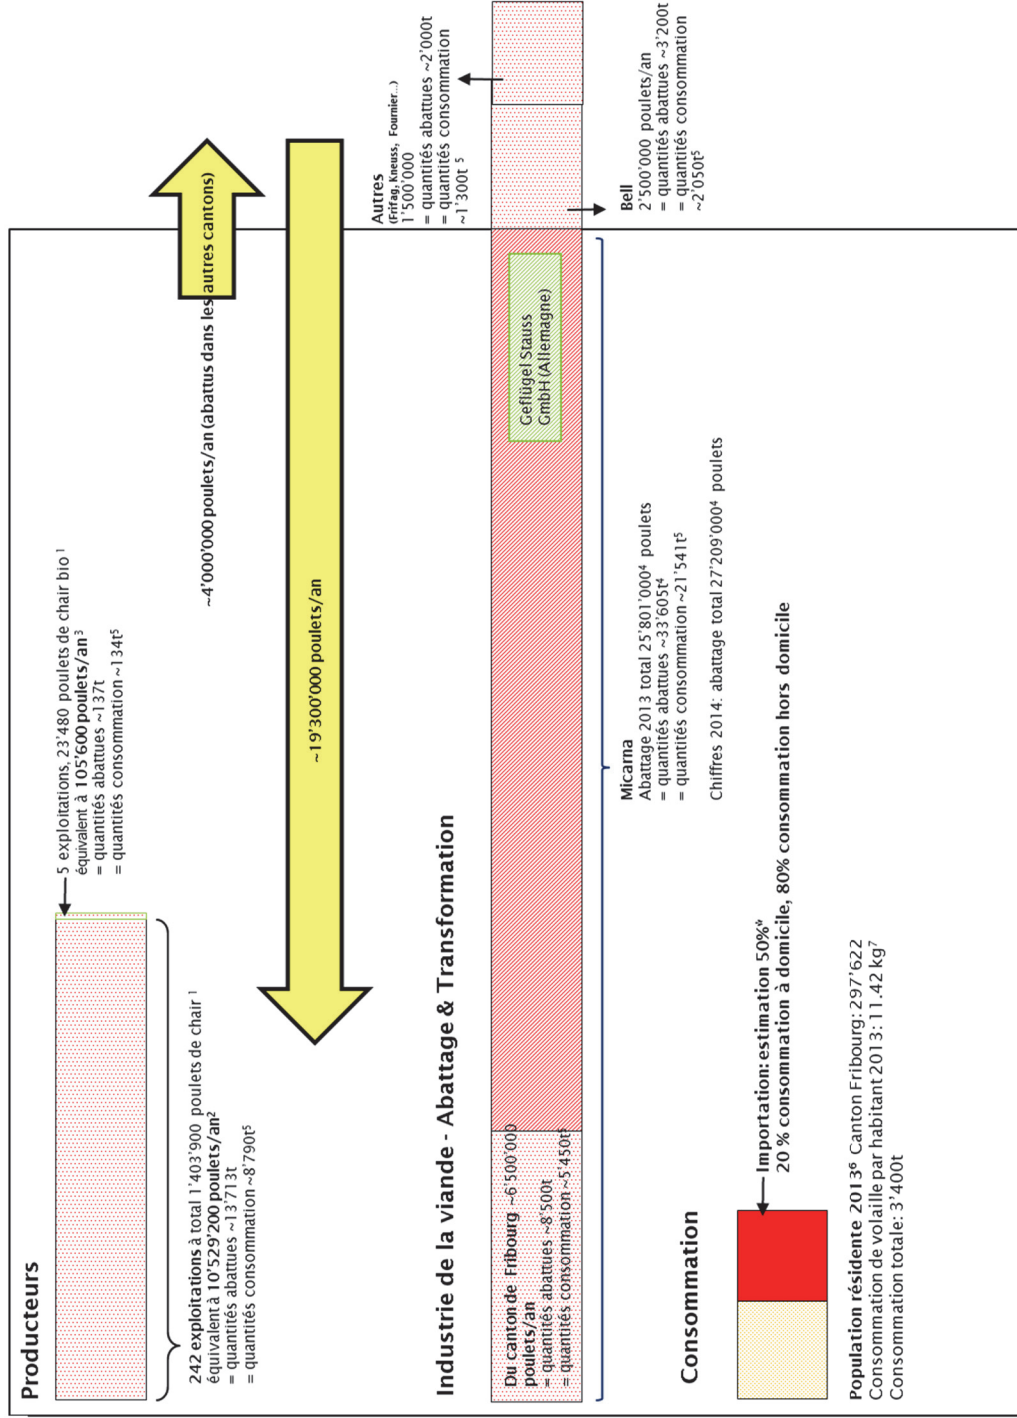 Producteurs
5 exploitations, 23'480 poulets de chair bio ¹
équivalent à 105'600 poulets/an³
= quantités abattues ~137t
= quantités consommation ~134t⁵
242 exploitations à total 1'403'900 poulets de chair ¹
équivalent à 10'529'200 poulets/an²
= quantités abattues ~13'713t
= quantités consommation ~8'790t⁵
~4'000'000 poulets/an (abattus dans les autres cantons)
~19'300'000 poulets/an
Industrie de la viande - Abattage & Transformation
Autres
(Frifag, Kneuss, Fournier...)
1'500'000
= quantités abattues ~2'000t
= quantités consommation
~1'300t ⁵
Du canton de Fribourg ~6'500'000
poulets/an
= quantités abattues ~8'500t
= quantités consommation ~5'450t⁵
Geflügel Stauss
GmbH (Allemagne)
Bell
2'500'000 poulets/an
= quantités abattues ~3'200t
= quantités consommation
~2'050t⁵
Micarna
Abattage 2013 total 25'801'000⁴ poulets
= quantités abattues ~33'605t⁴
= quantités consommation ~21'541t⁵
Chiffres 2014: abattage total 27'209'000⁴ poulets
Consommation
Importation: estimation 50%*
20 % consommation à domicile, 80% consommation hors domicile
Population résidente 2013⁶ Canton Fribourg: 297'622
Consommation de volaille par habitant 2013: 11.42 kg⁷
Consommation totale: 3'400t